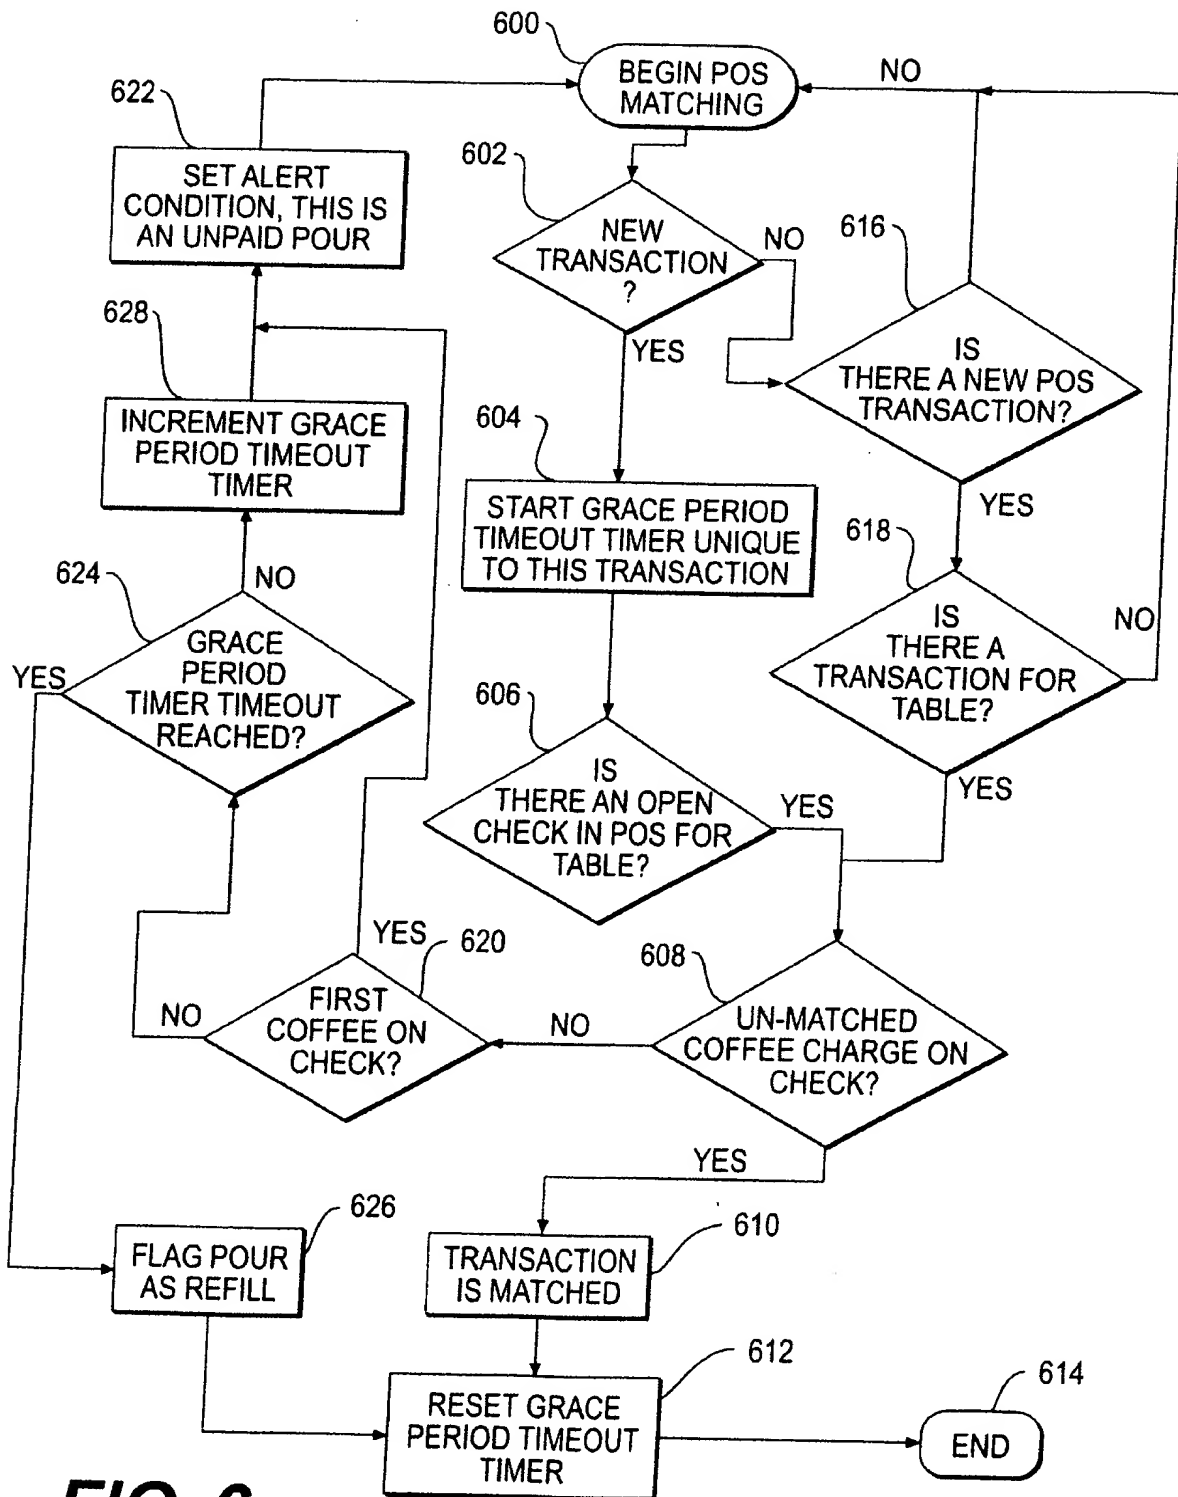 600
BEGIN POS
MATCHING
NO
622
SET ALERT
CONDITION, THIS IS
AN UNPAID POUR
602
NEW
TRANSACTION
?
NO
YES
616
IS
THERE A NEW POS
TRANSACTION?
YES
628
INCREMENT GRACE
PERIOD TIMEOUT
TIMER
604
START GRACE PERIOD
TIMEOUT TIMER UNIQUE
TO THIS TRANSACTION
618
IS
THERE A
TRANSACTION FOR
TABLE?
NO
YES
624
NO
YES
GRACE
PERIOD
TIMER TIMEOUT
REACHED?
606
IS
THERE AN OPEN
CHECK IN POS FOR
TABLE?
YES
608
UN-MATCHED
COFFEE CHARGE ON
CHECK?
NO
YES
620
YES
FIRST
COFFEE ON
CHECK?
NO
626
FLAG POUR
AS REFILL
610
TRANSACTION
IS MATCHED
612
RESET GRACE
PERIOD TIMEOUT
TIMER
614
END